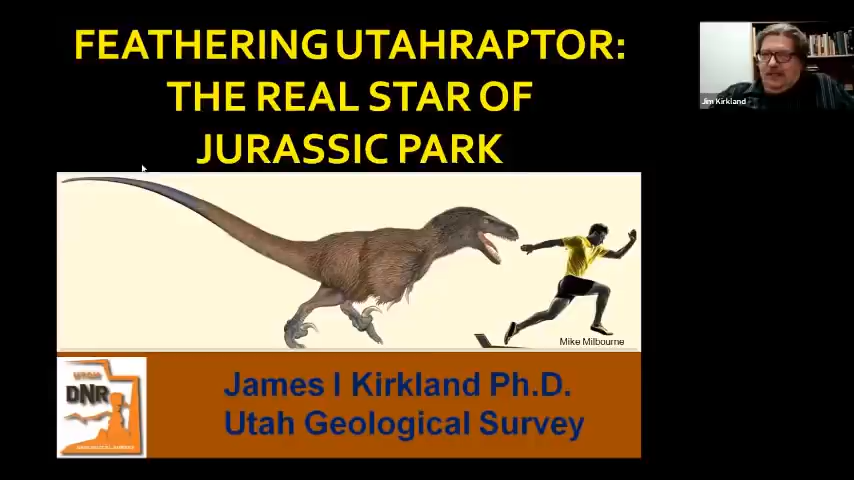 FEATHERING UTAHRAPTOR:
THE REAL STAR OF
JURASSIC PARK
Jim Kirkland
Mike Milbourne
UTAH
DNR
James I Kirkland Ph.D.
Utah Geological Survey